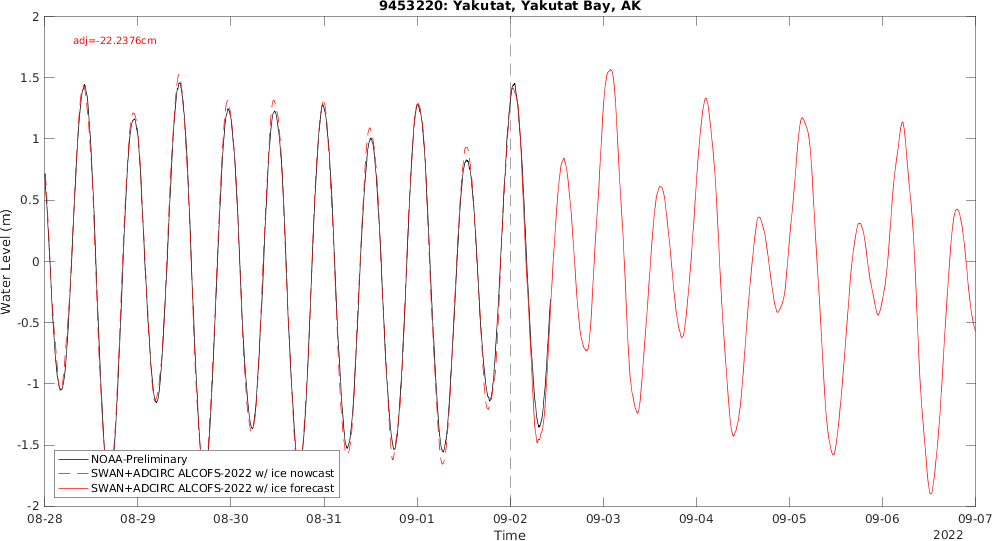 9453220: Yakutat, Yakutat Bay, AK
adj=-22.2376cm
2
1.5
1
0.5
0
-0.5
-1
-1.5
-2
Water Level (m)
NOAA-Preliminary
SWAN+ADCIRC ALCOFS-2022 w/ ice nowcast
SWAN+ADCIRC ALCOFS-2022 w/ ice forecast
08-28 08-29 08-30 08-31 09-01 09-02 09-03 09-04 09-05 09-06 09-07
Time
2022